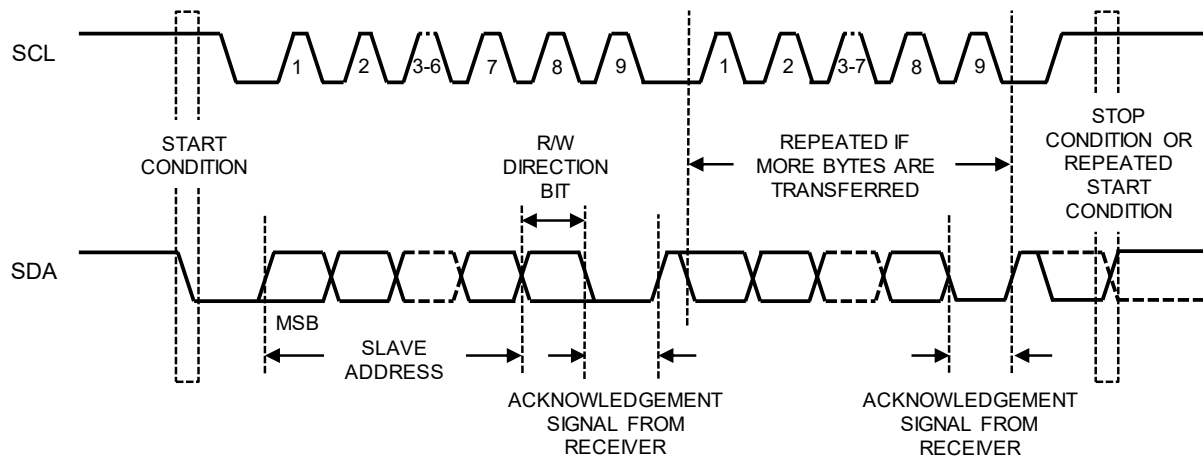 SCL
1
2
3-6
7
8
9
1
2
3-7
8
9
START
CONDITION
R/W
DIRECTION
BIT
REPEATED IF
MORE BYTES ARE
TRANSFERRED
STOP
CONDITION OR
REPEATED
START
CONDITION
SDA
MSB
SLAVE
ADDRESS
ACKNOWLEDGEMENT
SIGNAL FROM
RECEIVER
ACKNOWLEDGEMENT
SIGNAL FROM
RECEIVER